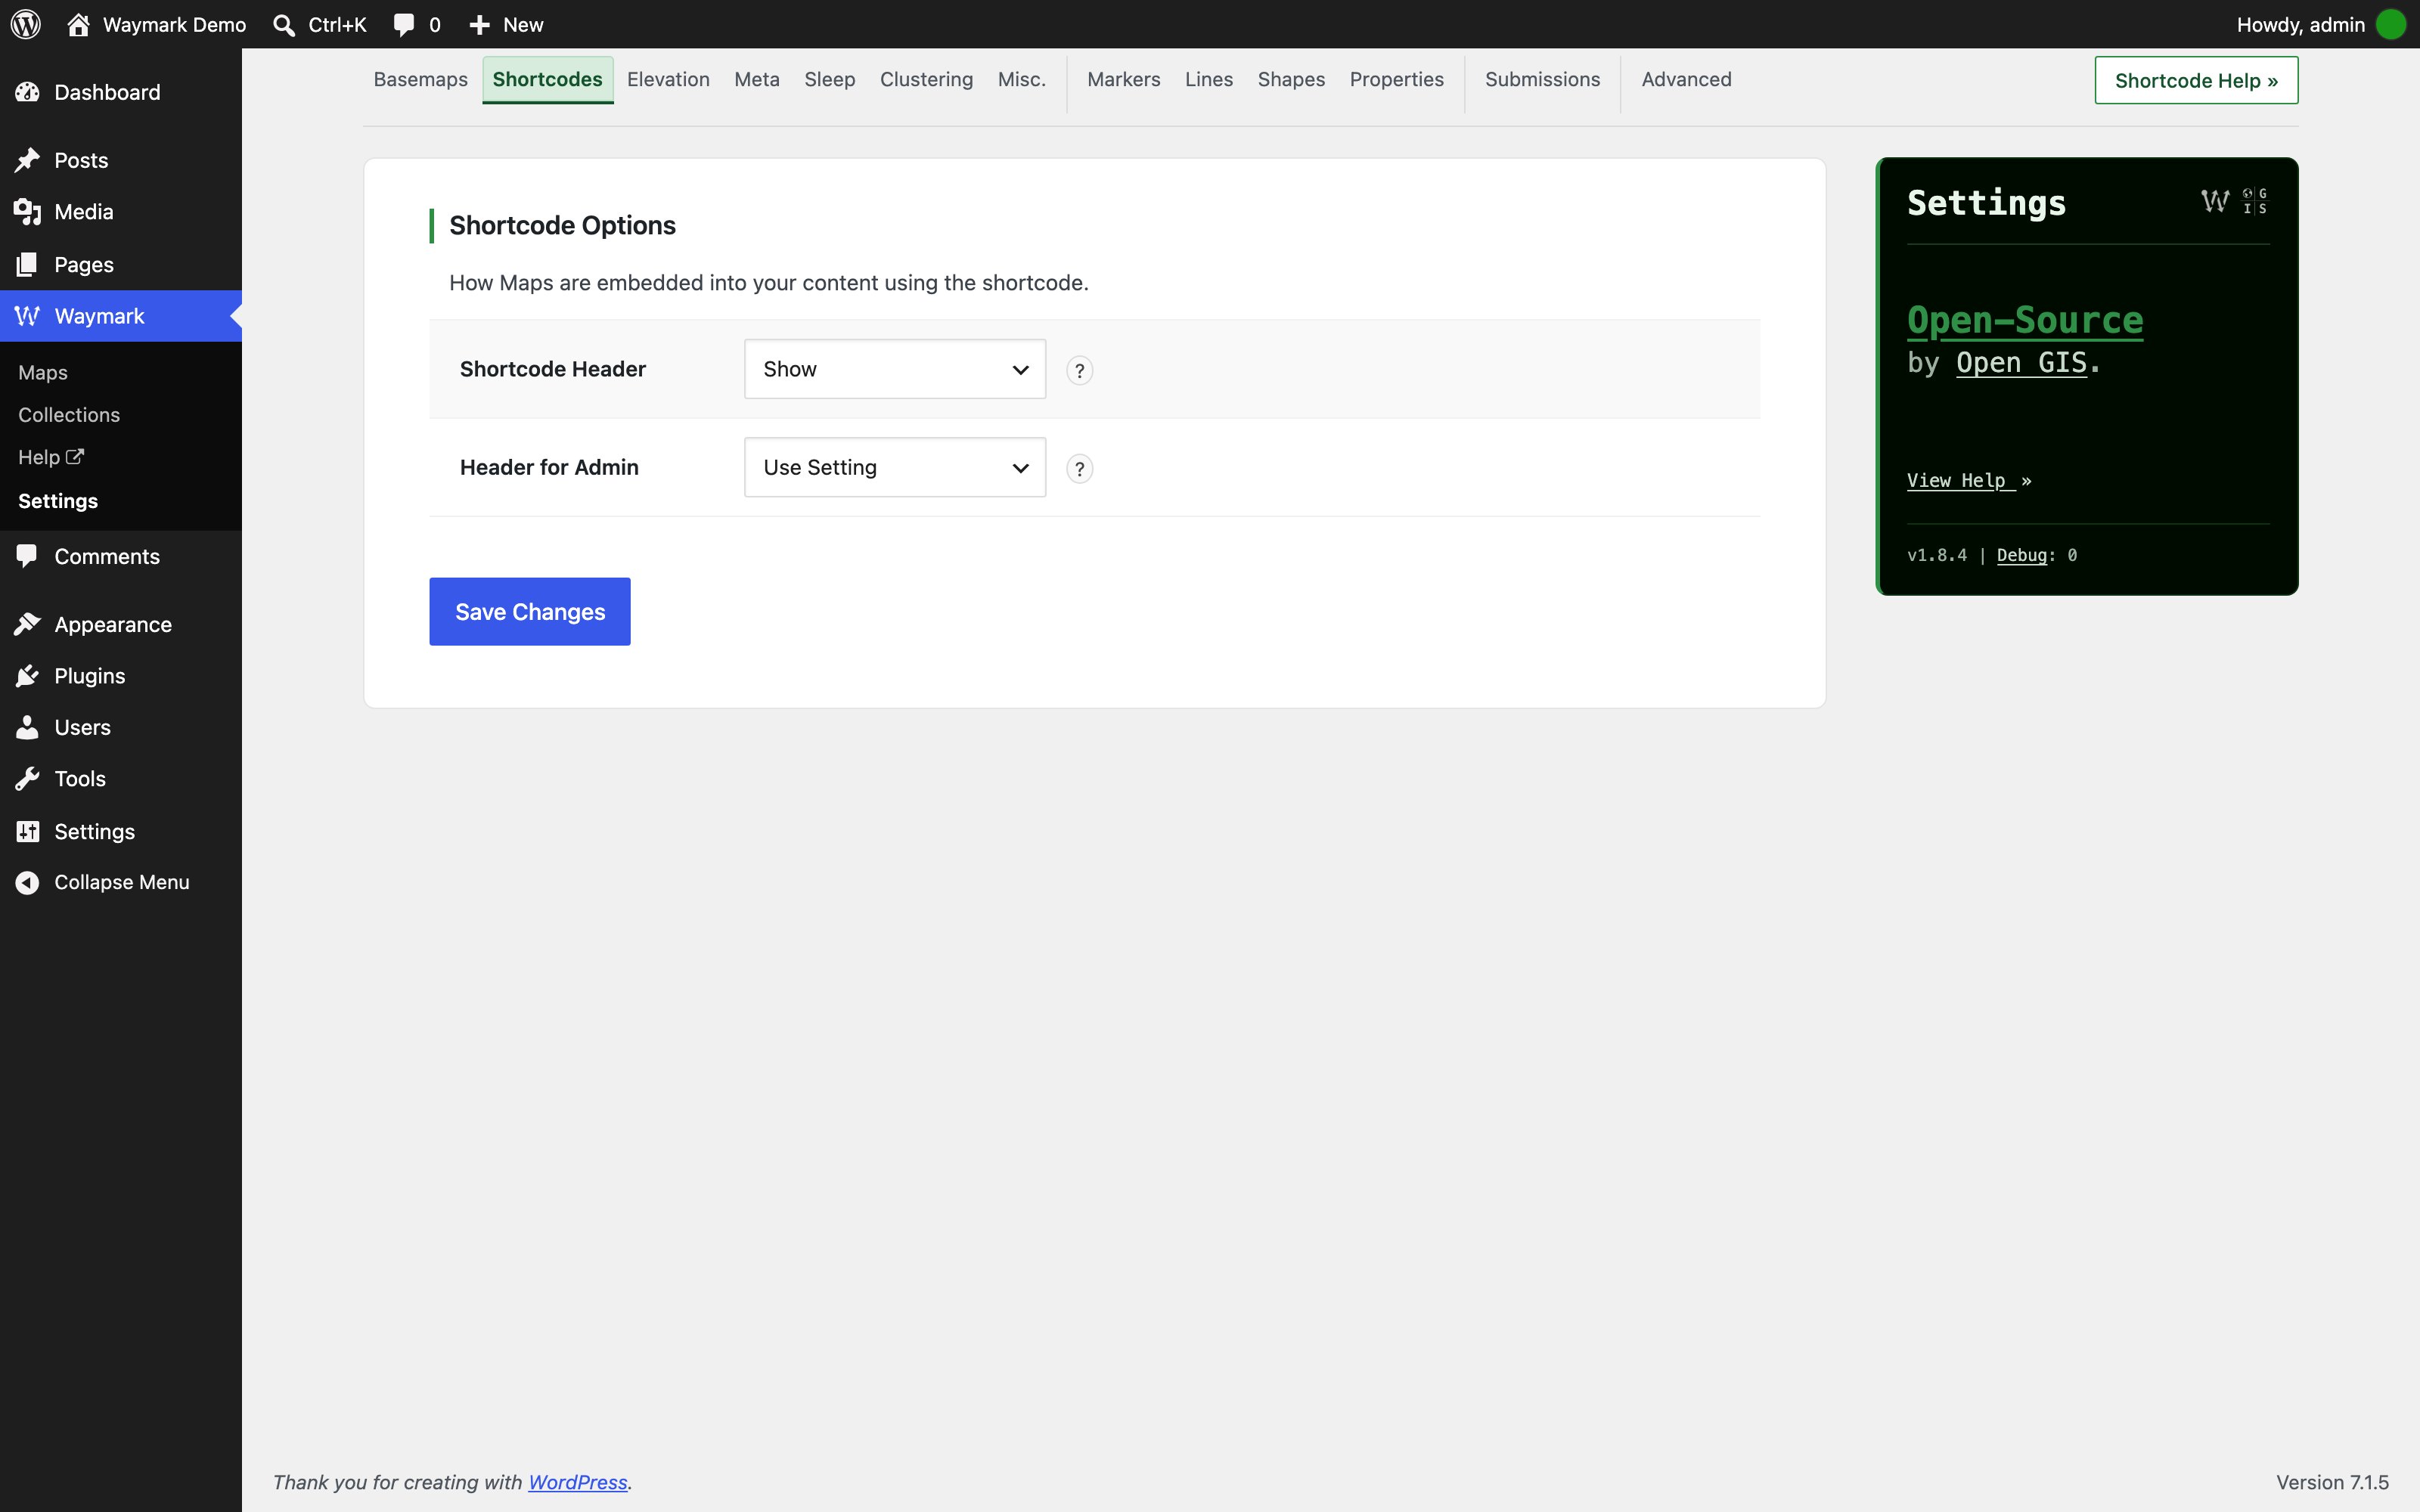 Waymark Demo Ctrl+K 0 New Howdy, admin
Dashboard
Posts
Media
Pages
Waymark
Maps
Collections
Help
Settings
Comments
Appearance
Plugins
Users
Tools
Settings
Collapse Menu
Basemaps Shortcodes Elevation Meta Sleep Clustering Misc. Markers Lines Shapes Properties Submissions Advanced Shortcode Help »
Shortcode Options
How Maps are embedded into your content using the shortcode.
Shortcode Header Show ?
Header for Admin Use Setting ?
Save Changes
Settings
G
I S
Open-Source
by Open GIS.
View Help »
v1.8.4 | Debug: 0
Thank you for creating with WordPress. Version 7.1.5